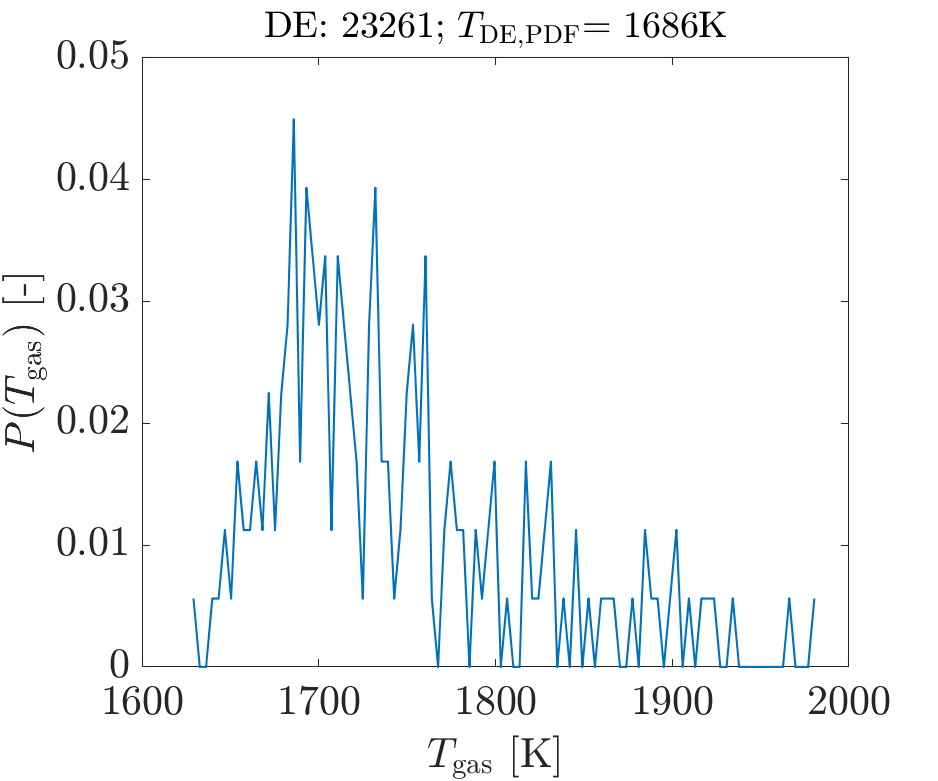 DE: 23261; T_DE,PDF= 1686K
0.05
0.04
0.03
0.02
0.01
0
P(T_gas) [-]
1600 1700 1800 1900 2000
T_gas [K]